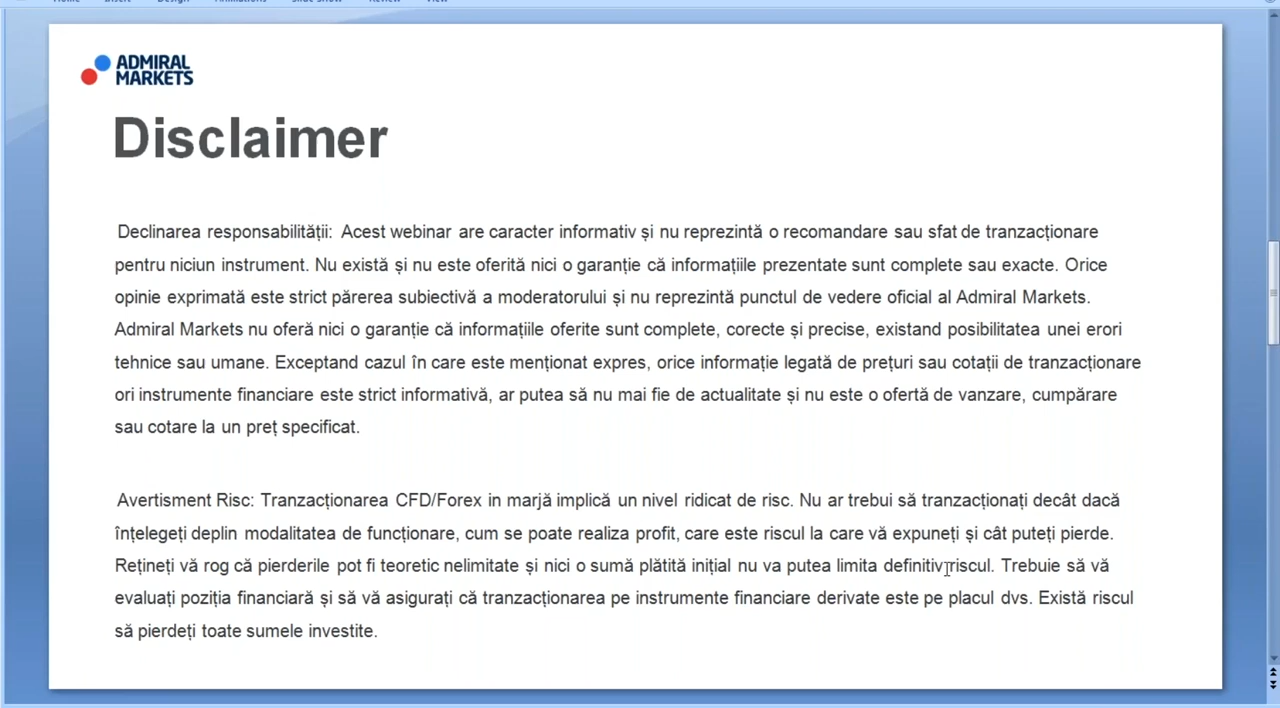 ADMIRAL
MARKETS
Disclaimer
Declinarea responsabilității: Acest webinar are caracter informativ și nu reprezintă o recomandare sau sfat de tranzacționare
pentru niciun instrument. Nu există și nu este oferită nici o garanție că informațiile prezentate sunt complete sau exacte. Orice
opinie exprimată este strict părerea subiectivă a moderatorului și nu reprezintă punctul de vedere oficial al Admiral Markets.
Admiral Markets nu oferă nici o garanție că informațiile oferite sunt complete, corecte și precise, existand posibilitatea unei erori
tehnice sau umane. Exceptand cazul în care este menționat expres, orice informație legată de prețuri sau cotații de tranzacționare
ori instrumente financiare este strict informativă, ar putea să nu mai fie de actualitate și nu este o ofertă de vanzare, cumpărare
sau cotare la un preț specificat.
Avertisment Risc: Tranzacționarea CFD/Forex in marjă implică un nivel ridicat de risc. Nu ar trebui să tranzacționați decât dacă
înțelegeți deplin modalitatea de funcționare, cum se poate realiza profit, care este riscul la care vă expuneți și cât puteți pierde.
Rețineți vă rog că pierderile pot fi teoretic nelimitate și nici o sumă plătită inițial nu va putea limita definitiv riscul. Trebuie să vă
evaluați poziția financiară și să vă asigurați că tranzacționarea pe instrumente financiare derivate este pe placul dvs. Există riscul
să pierdeți toate sumele investite.